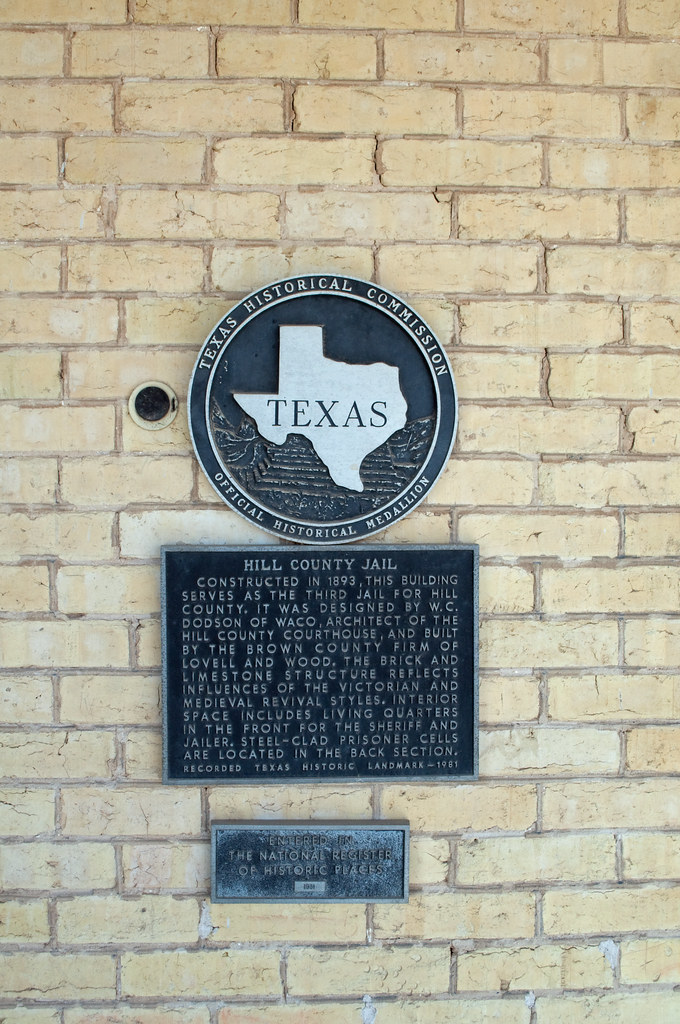 TEXAS HISTORICAL COMMISSION
TEXAS
OFFICIAL HISTORICAL MEDALLION
HILL COUNTY JAIL
CONSTRUCTED IN 1893, THIS BUILDING
SERVES AS THE THIRD JAIL FOR HILL
COUNTY. IT WAS DESIGNED BY W.C.
DODSON OF WACO, ARCHITECT OF THE
HILL COUNTY COURTHOUSE, AND BUILT
BY THE BROWN COUNTY FIRM OF
LOVELL AND WOOD. THE BRICK AND
LIMESTONE STRUCTURE REFLECTS
INFLUENCES OF THE VICTORIAN AND
MEDIEVAL REVIVAL STYLES. INTERIOR
SPACE INCLUDES LIVING QUARTERS
IN THE FRONT FOR THE SHERIFF AND
JAILER. STEEL-CLAD PRISONER CELLS
ARE LOCATED IN THE BACK SECTION.
RECORDED TEXAS HISTORIC LANDMARK-1981
ENTERED IN
THE NATIONAL REGISTER
OF HISTORIC PLACES